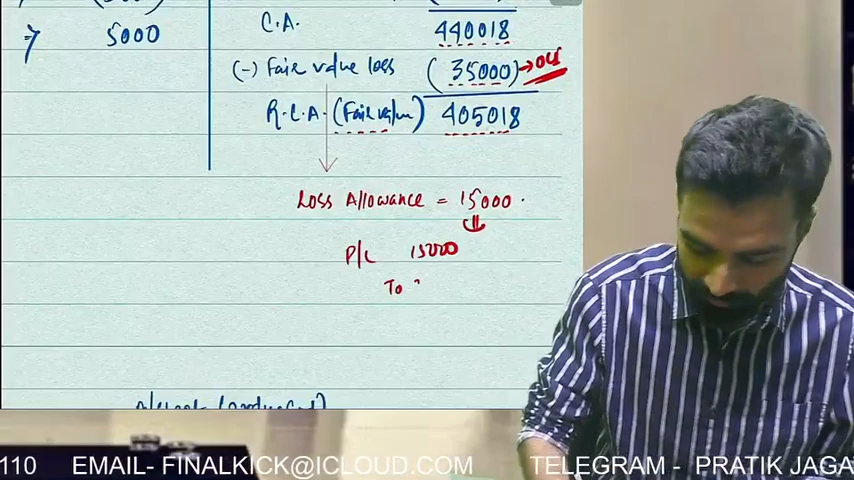 5000
C.A.
440018
(-) Fair value loss (35000) → OCI
R.C.A. (Fair value) 405018
Loss Allowance = 15000.
P/L 15000
To
110 EMAIL- FINALKICK@ICLOUD.COM TELEGRAM - PRATIK JAGA